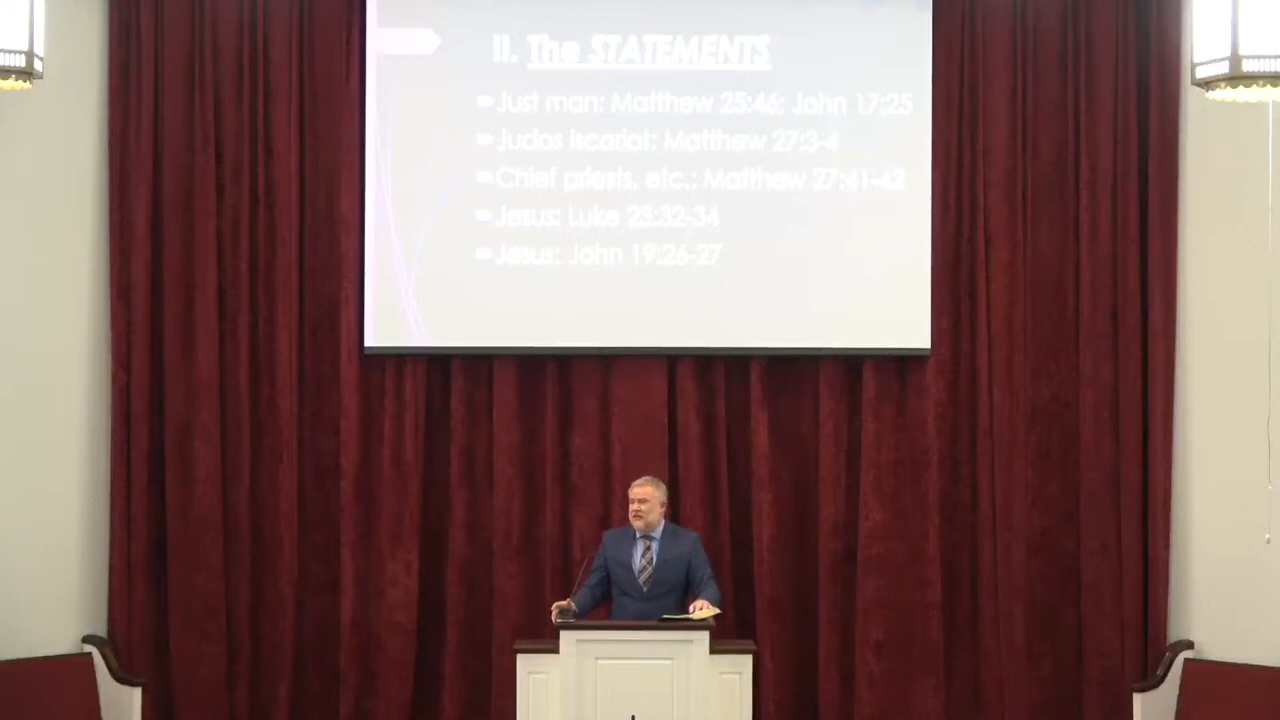 II. The STATEMENTS
Just man: Matthew 25:46; John 17:25
Judas Iscariot: Matthew 27:3-4
Chief priests, etc.: Matthew 27:41-42
Jesus: Luke 23:32-34
Jesus: John 19:26-27